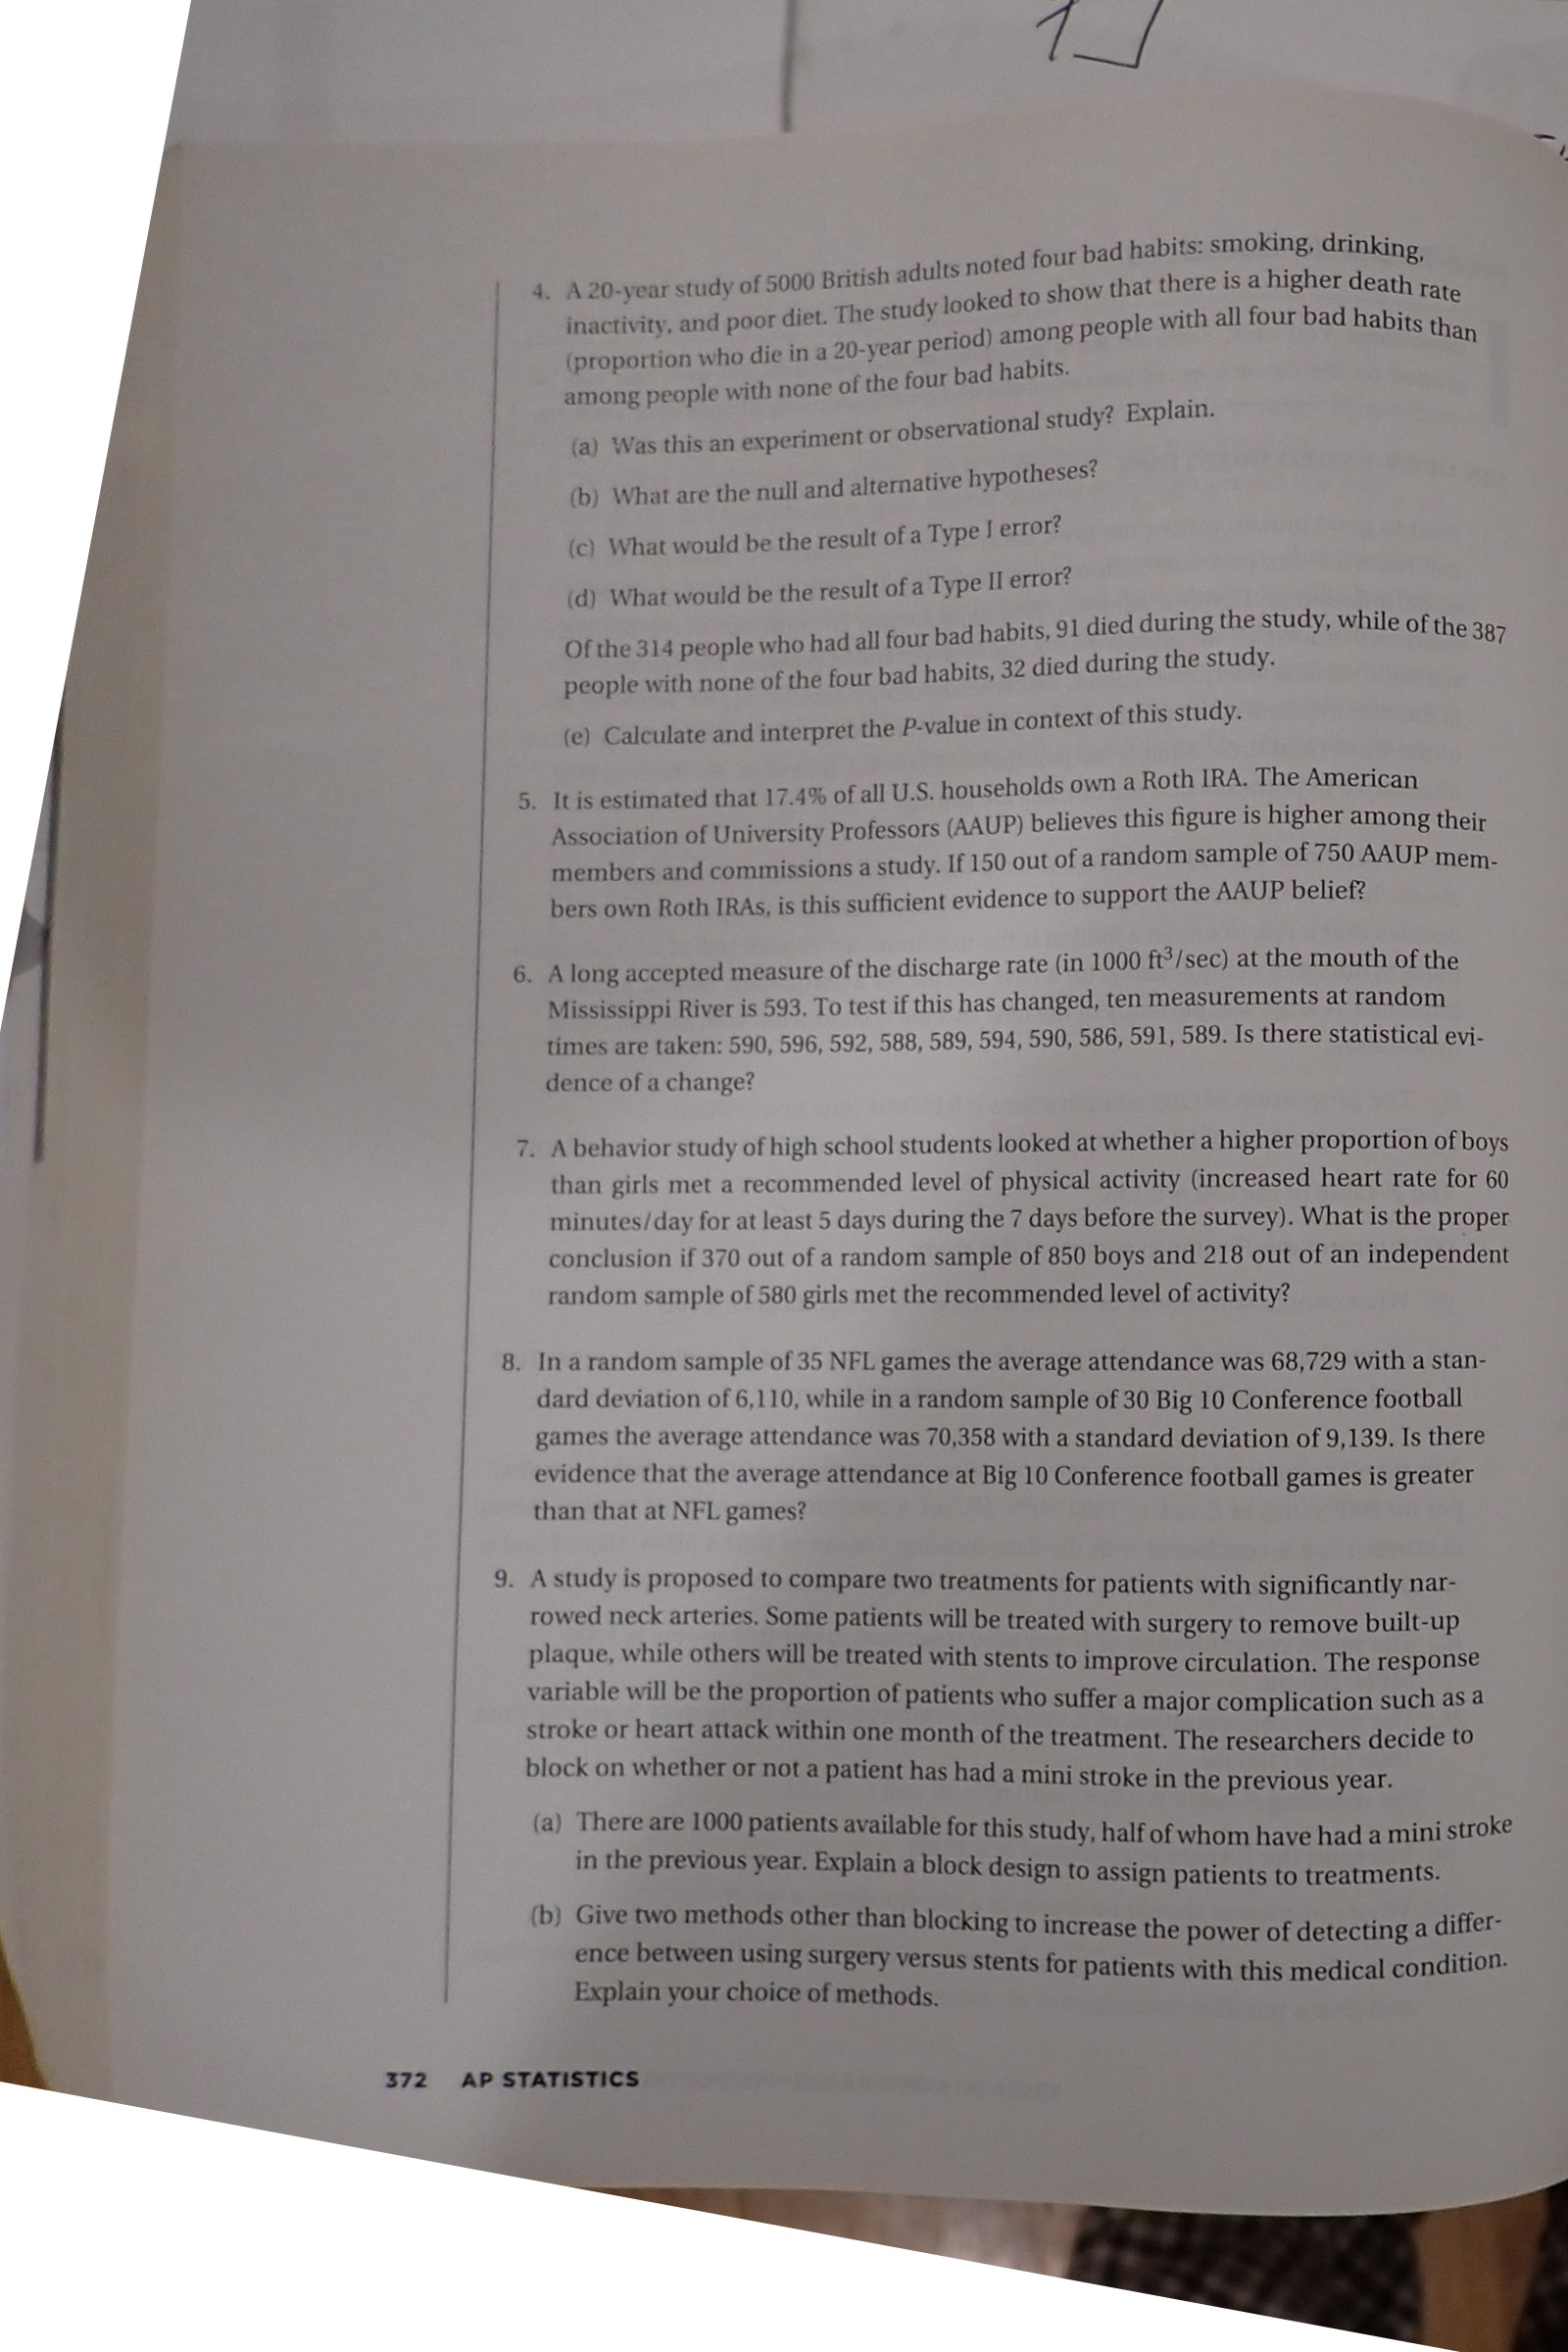 4. A 20-year study of 5000 British adults noted four bad habits: smoking, drinking,
inactivity, and poor diet. The study looked to show that there is a higher death rate
(proportion who die in a 20-year period) among people with all four bad habits than
among people with none of the four bad habits.
(a) Was this an experiment or observational study? Explain.
(b) What are the null and alternative hypotheses?
(c) What would be the result of a Type I error?
(d) What would be the result of a Type II error?
Of the 314 people who had all four bad habits, 91 died during the study, while of the 387
people with none of the four bad habits, 32 died during the study.
(e) Calculate and interpret the P-value in context of this study.
5. It is estimated that 17.4% of all U.S. households own a Roth IRA. The American
Association of University Professors (AAUP) believes this figure is higher among their
members and commissions a study. If 150 out of a random sample of 750 AAUP mem-
bers own Roth IRAs, is this sufficient evidence to support the AAUP belief?
6. A long accepted measure of the discharge rate (in 1000 ft³/sec) at the mouth of the
Mississippi River is 593. To test if this has changed, ten measurements at random
times are taken: 590, 596, 592, 588, 589, 594, 590, 586, 591, 589. Is there statistical evi-
dence of a change?
7. A behavior study of high school students looked at whether a higher proportion of boys
than girls met a recommended level of physical activity (increased heart rate for 60
minutes/day for at least 5 days during the 7 days before the survey). What is the proper
conclusion if 370 out of a random sample of 850 boys and 218 out of an independent
random sample of 580 girls met the recommended level of activity?
8. In a random sample of 35 NFL games the average attendance was 68,729 with a stan-
dard deviation of 6,110, while in a random sample of 30 Big 10 Conference football
games the average attendance was 70,358 with a standard deviation of 9,139. Is there
evidence that the average attendance at Big 10 Conference football games is greater
than that at NFL games?
9. A study is proposed to compare two treatments for patients with significantly nar-
rowed neck arteries. Some patients will be treated with surgery to remove built-up
plaque, while others will be treated with stents to improve circulation. The response
variable will be the proportion of patients who suffer a major complication such as a
stroke or heart attack within one month of the treatment. The researchers decide to
block on whether or not a patient has had a mini stroke in the previous year.
(a) There are 1000 patients available for this study, half of whom have had a mini stroke
in the previous year. Explain a block design to assign patients to treatments.
(b) Give two methods other than blocking to increase the power of detecting a differ-
ence between using surgery versus stents for patients with this medical condition.
Explain your choice of methods.
372 AP STATISTICS